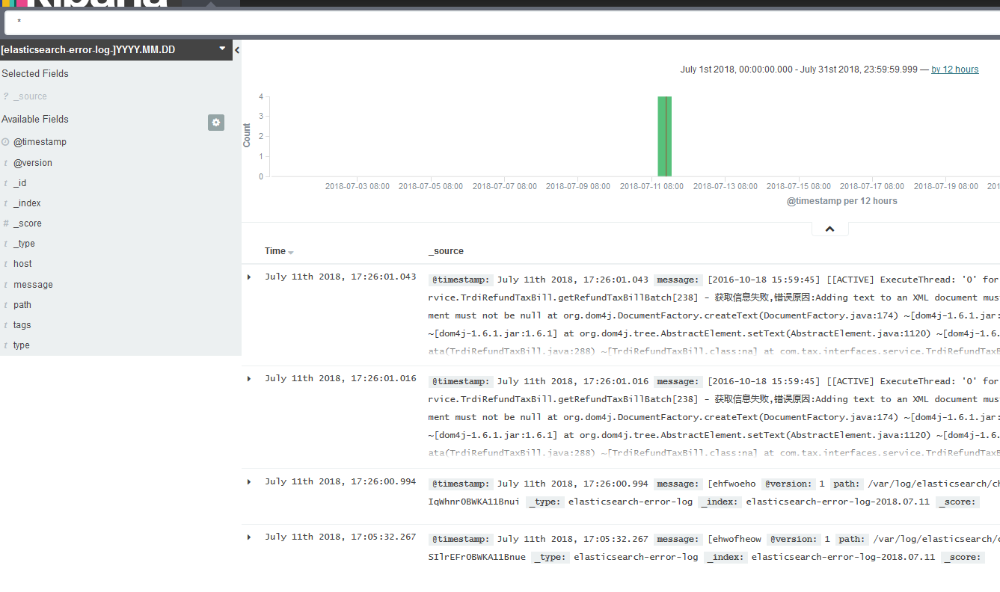 kibana
*
[elasticsearch-error-log-]YYYY.MM.DD
Selected Fields
? _source
Available Fields
@timestamp
t @version
t _id
t _index
# _score
t _type
t host
t message
t path
t tags
t type
July 1st 2018, 00:00:00.000 - July 31st 2018, 23:59:59.999 — by 12 hours
Count
4
3
2
1
0
2018-07-03 08:00 2018-07-05 08:00 2018-07-07 08:00 2018-07-09 08:00 2018-07-11 08:00 2018-07-13 08:00 2018-07-15 08:00 2018-07-17 08:00 2018-07-19 08:00 201
@timestamp per 12 hours
Time _source
July 11th 2018, 17:26:01.043 @timestamp: July 11th 2018, 17:26:01.043 message: [2016-10-18 15:59:45] [[ACTIVE] ExecuteThread: '0' for
rvice.TrdiRefundTaxBill.getRefundTaxBillBatch[238] - 获取信息失败,错误原因:Adding text to an XML document mus
ment must not be null at org.dom4j.DocumentFactory.createText(DocumentFactory.java:174) ~[dom4j-1.6.1.jar:
~[dom4j-1.6.1.jar:1.6.1] at org.dom4j.tree.AbstractElement.setText(AbstractElement.java:1120) ~[dom4j-1.6.
ata(TrdiRefundTaxBill.java:288) ~[TrdiRefundTaxBill.class:na] at com.tax.interfaces.service.TrdiRefundTaxB
July 11th 2018, 17:26:01.016 @timestamp: July 11th 2018, 17:26:01.016 message: [2016-10-18 15:59:45] [[ACTIVE] ExecuteThread: '0' for
rvice.TrdiRefundTaxBill.getRefundTaxBillBatch[238] - 获取信息失败,错误原因:Adding text to an XML document mus
ment must not be null at org.dom4j.DocumentFactory.createText(DocumentFactory.java:174) ~[dom4j-1.6.1.jar:
~[dom4j-1.6.1.jar:1.6.1] at org.dom4j.tree.AbstractElement.setText(AbstractElement.java:1120) ~[dom4j-1.6.
ata(TrdiRefundTaxBill.java:288) ~[TrdiRefundTaxBill.class:na] at com.tax.interfaces.service.TrdiRefundTaxB
July 11th 2018, 17:26:00.994 @timestamp: July 11th 2018, 17:26:00.994 message: [ehfwoeho @version: 1 path: /var/log/elasticsearch/ch
IqWhnrOBWKA11Bnui _type: elasticsearch-error-log _index: elasticsearch-error-log-2018.07.11 _score:
July 11th 2018, 17:05:32.267 @timestamp: July 11th 2018, 17:05:32.267 message: [ehwofheow @version: 1 path: /var/log/elasticsearch/c
SIlrEFrOBWKA11Bnue _type: elasticsearch-error-log _index: elasticsearch-error-log-2018.07.11 _score: